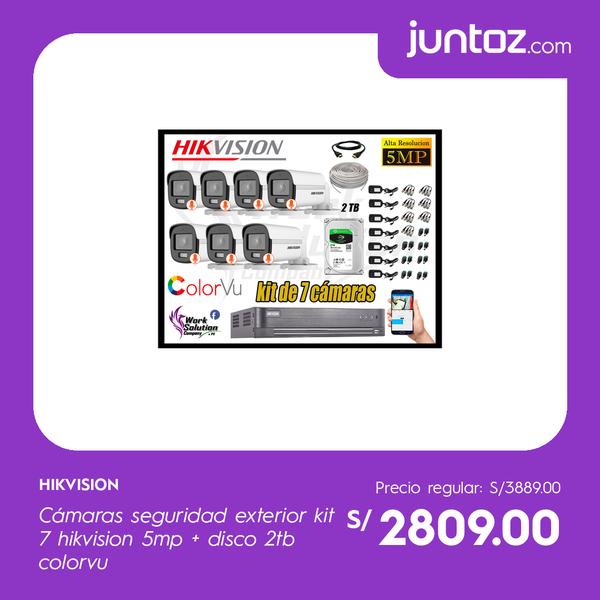 juntoz.com
HIKVISION
Alta Resolucion
5MP
2 TB
ColorVu
kit de 7 cámaras
Work
Solution
Company
HIKVISION
Precio regular: S/3889.00
Cámaras seguridad exterior kit
7 hikvision 5mp + disco 2tb
colorvu
S/ 2809.00